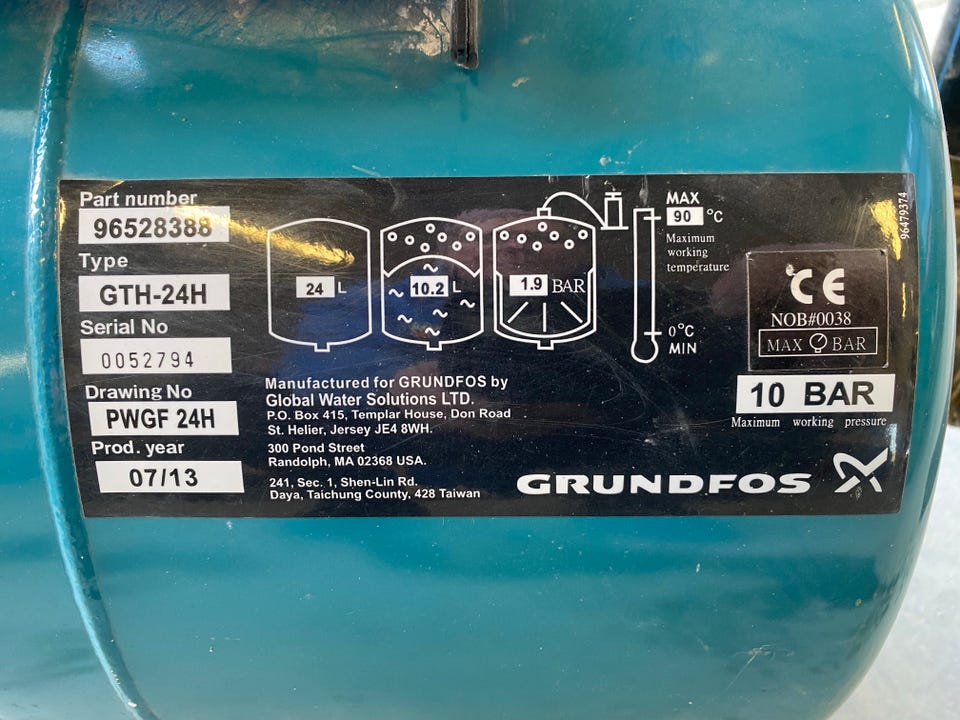 Part number
96528388
Type
GTH-24H
Serial No
0052794
Drawing No
PWGF 24H
Prod. year
07/13
24 L
10.2 L
1.9 BAR
MAX
90 °C
Maximum
working
temperature
0°C
MIN
Manufactured for GRUNDFOS by
Global Water Solutions LTD.
P.O. Box 415, Templar House, Don Road
St. Helier, Jersey JE4 8WH.
300 Pond Street
Randolph, MA 02368 USA.
241, Sec. 1, Shen-Lin Rd.
Daya, Taichung County, 428 Taiwan
96479374
CE
NOB#0038
MAX BAR
10 BAR
Maximum working pressure
GRUNDFOS